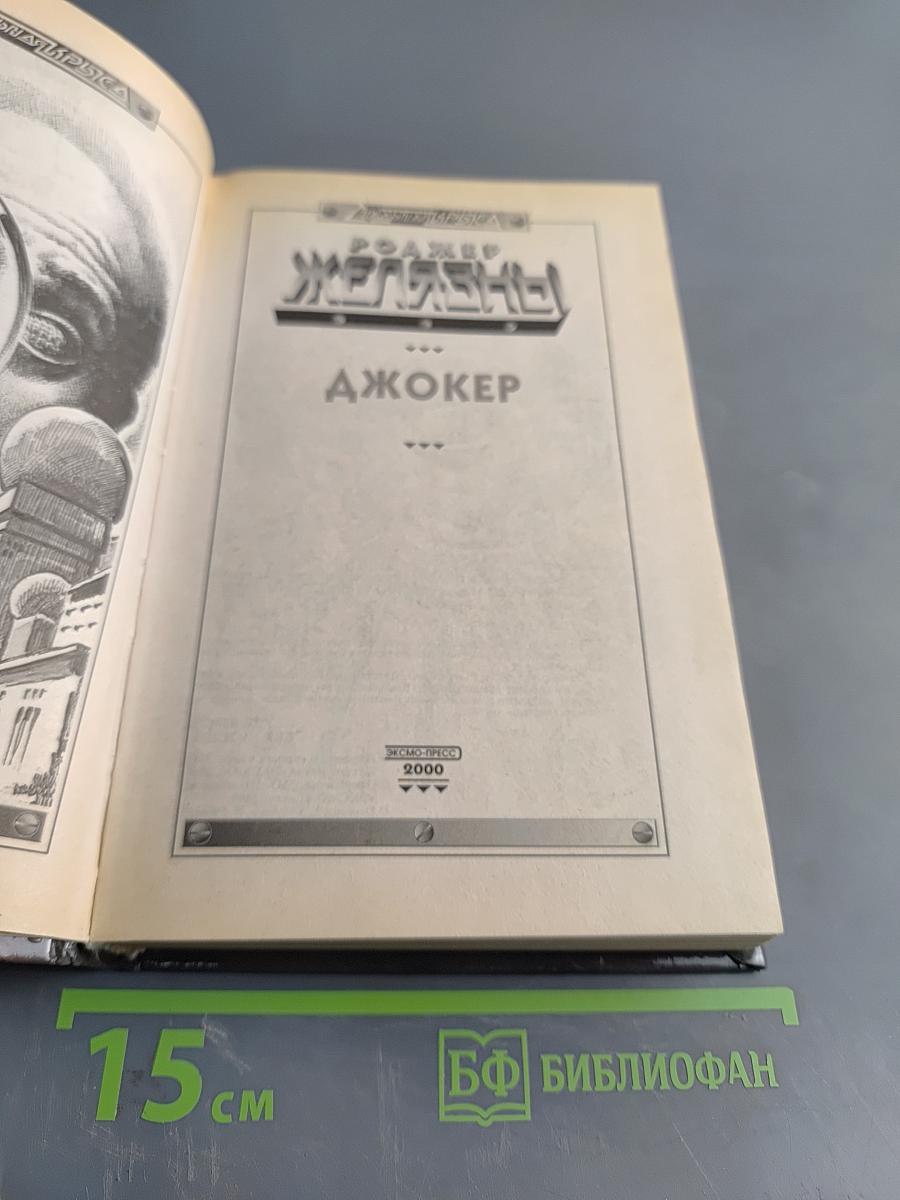 РОДЖЕР
ЖЕЛЯЗНЫ
ДЖОКЕР
ЭКСМО-ПРЕСС
2000
15 см
БФ БИБЛИОФАН